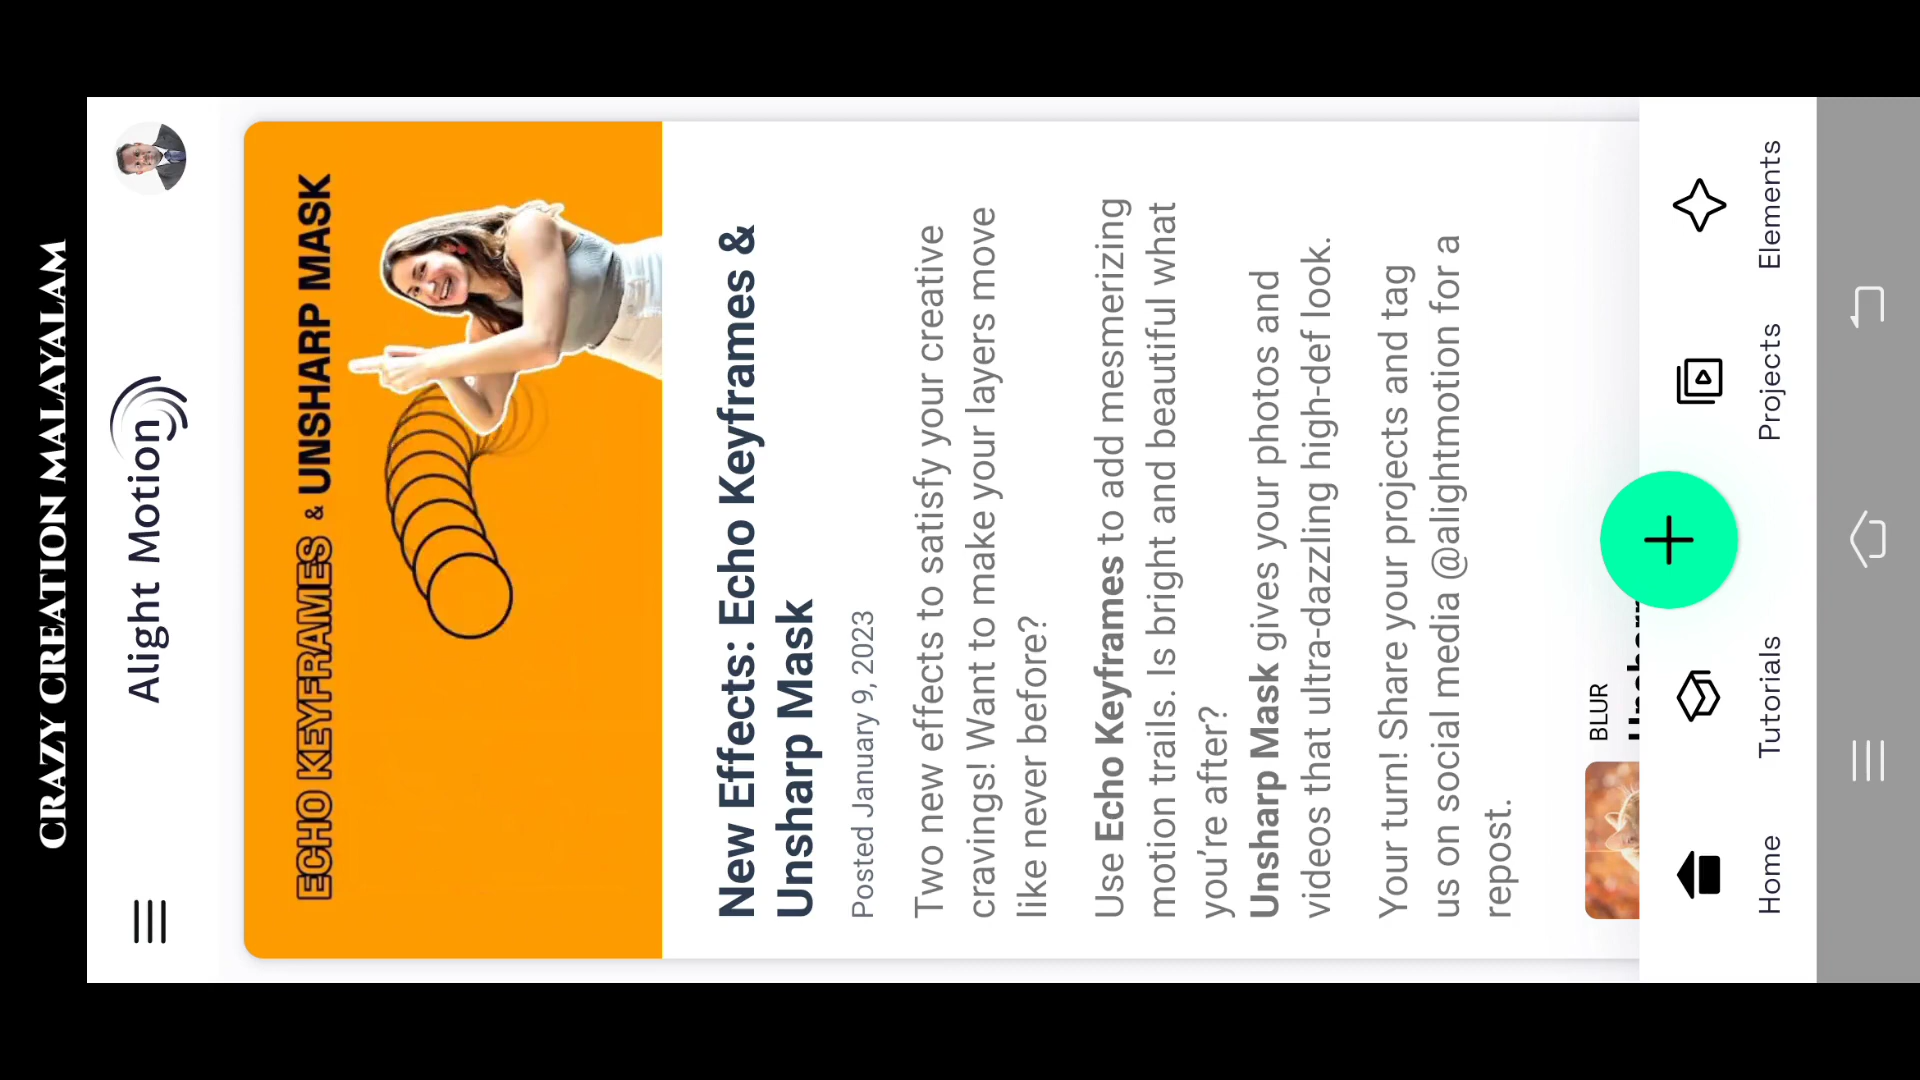 CRAZY CREATION MALAYALAM
Alight Motion
ECHO KEYFRAMES & UNSHARP MASK
New Effects: Echo Keyframes &
Unsharp Mask
Posted January 9, 2023
Two new effects to satisfy your creative
cravings! Want to make your layers move
like never before?
Use Echo Keyframes to add mesmerizing
motion trails. Is bright and beautiful what
you're after?
Unsharp Mask gives your photos and
videos that ultra-dazzling high-def look.
Your turn! Share your projects and tag
us on social media @alightmotion for a
repost.
BLUR
Home
Tutorials
Projects
Elements